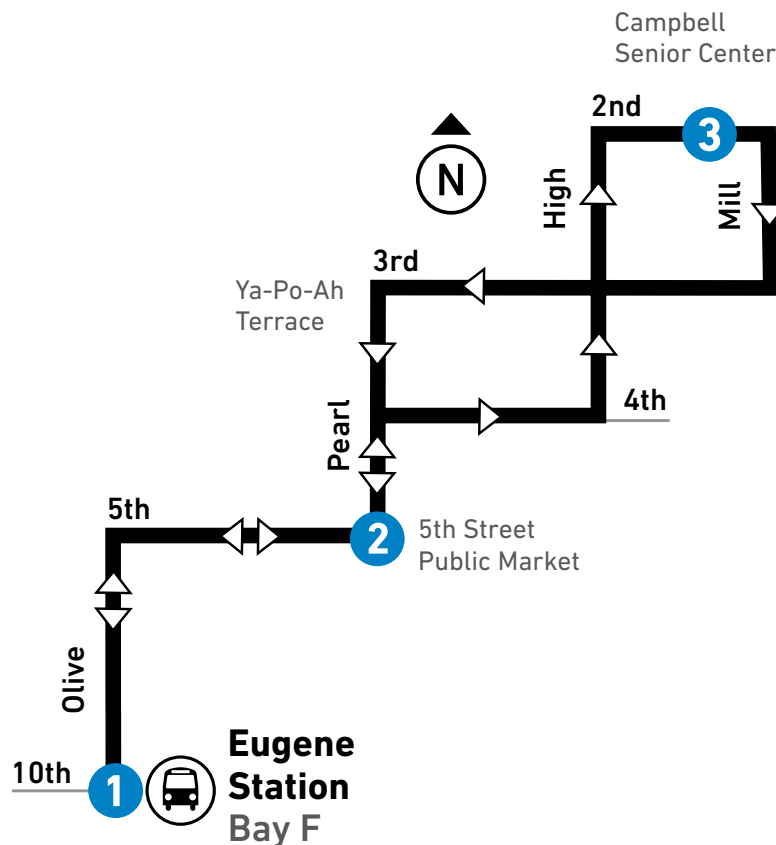 Campbell
Senior Center
2nd
3
N
High
Mill
3rd
Ya-Po-Ah
Terrace
4th
Pearl
5th
2
5th Street
Public Market
Olive
10th
1
Eugene
Station
Bay F